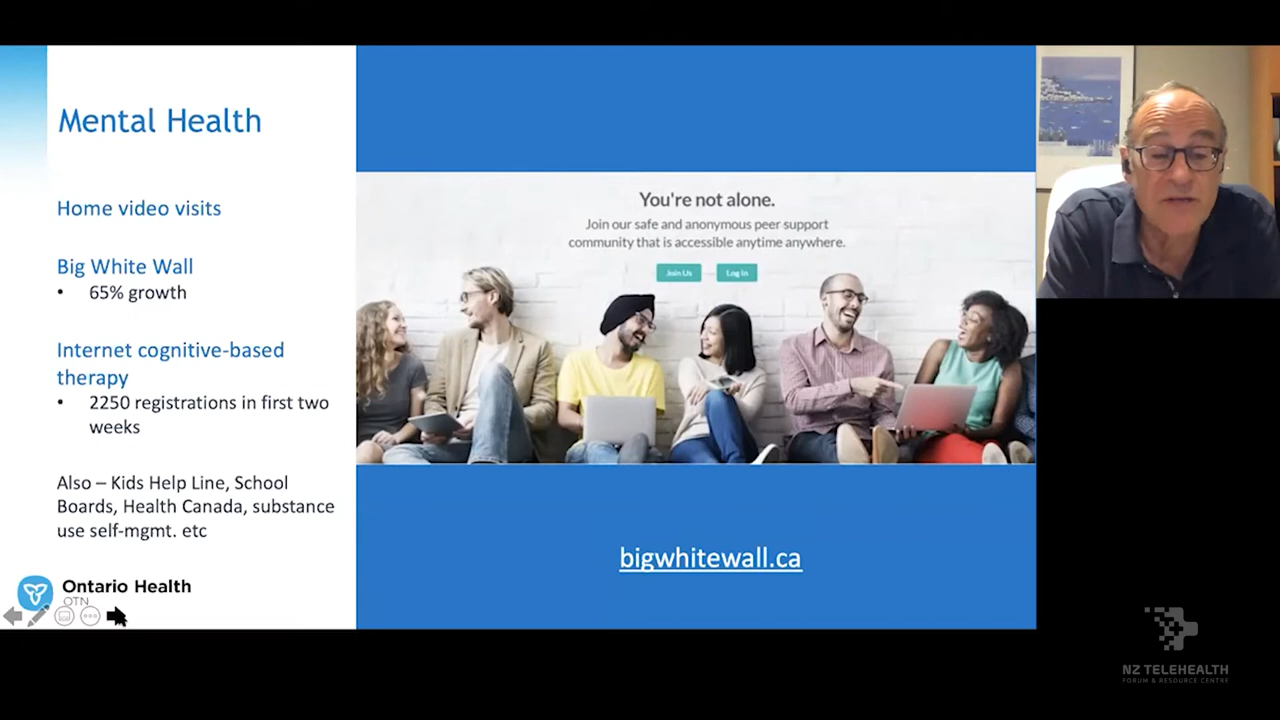 Mental Health
Home video visits
Big White Wall
• 65% growth
Internet cognitive-based
therapy
• 2250 registrations in first two
weeks
Also – Kids Help Line, School
Boards, Health Canada, substance
use self-mgmt. etc
Ontario Health
OTN
You're not alone.
Join our safe and anonymous peer support
community that is accessible anytime anywhere.
Join Us
Log In
bigwhitewall.ca
NZ TELEHEALTH
FORUM & RESOURCE CENTRE